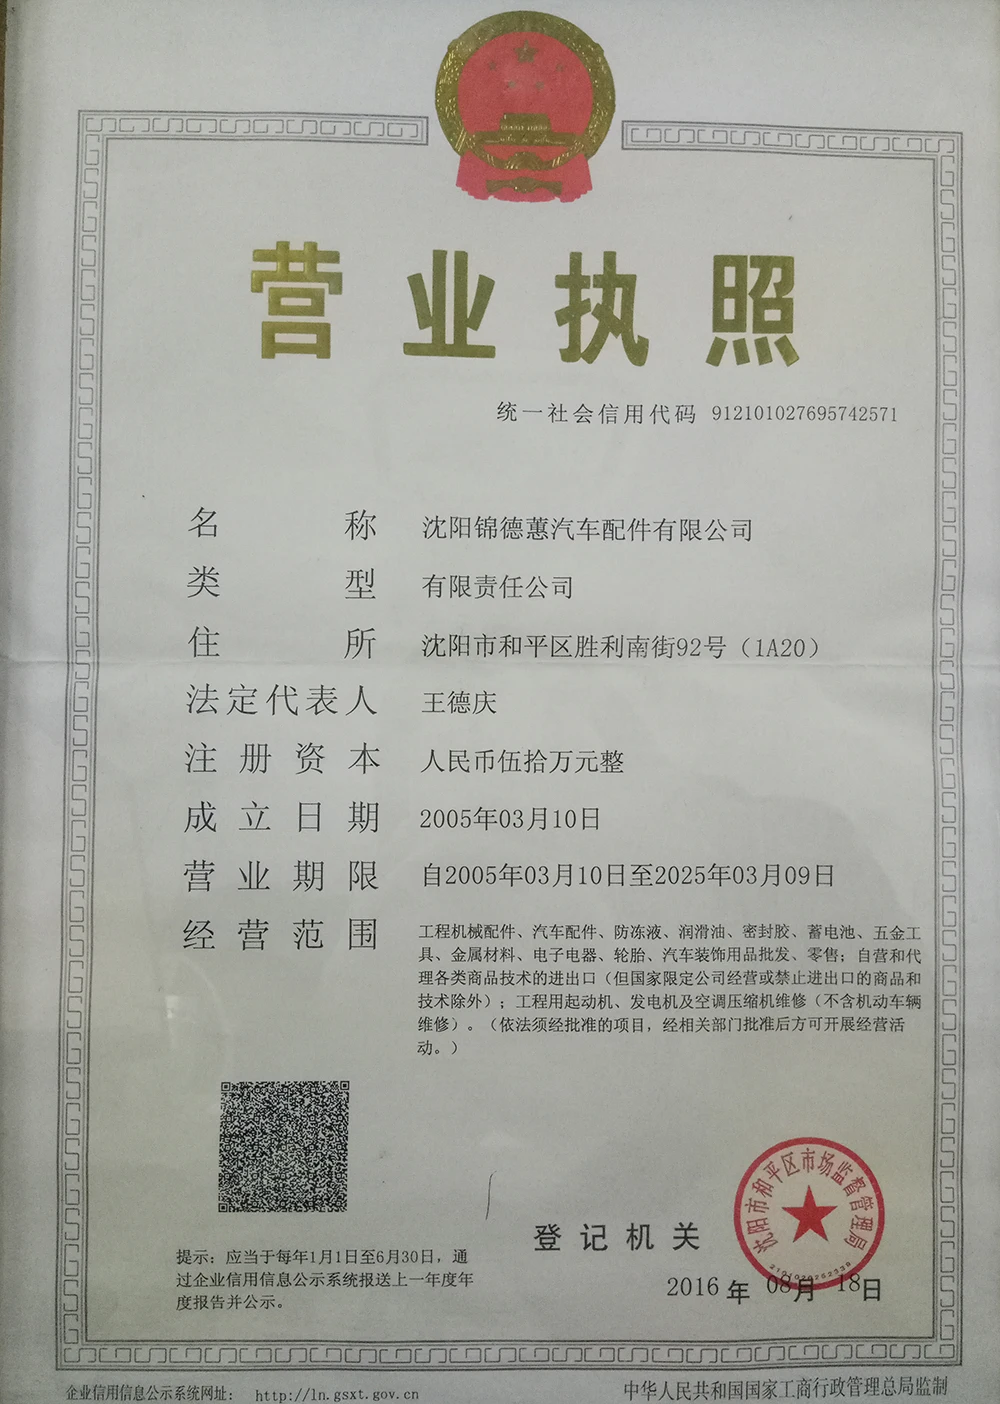 营业执照
统一社会信用代码 912101027695742571
名称 沈阳锦德蕙汽车配件有限公司
类型 有限责任公司
住所 沈阳市和平区胜利南街92号（1A20）
法定代表人 王德庆
注册资本 人民币伍拾万元整
成立日期 2005年03月10日
营业期限 自2005年03月10日至2025年03月09日
经营范围 工程机械配件、汽车配件、防冻液、润滑油、密封胶、蓄电池、五金工
具、金属材料、电子电器、轮胎、汽车装饰用品批发、零售；自营和代
理各类商品技术的进出口（但国家限定公司经营或禁止进出口的商品和
技术除外）；工程用起动机、发电机及空调压缩机维修（不含机动车辆
维修）。（依法须经批准的项目，经相关部门批准后方可开展经营活
动。）
沈阳市和平区市场监督管理局
登记机关
2016年08月18日
提示：应当于每年1月1日至6月30日，通
过企业信用信息公示系统报送上一年度年
度报告并公示。
企业信用信息公示系统网址： http://ln.gsxt.gov.cn
中华人民共和国国家工商行政管理总局监制